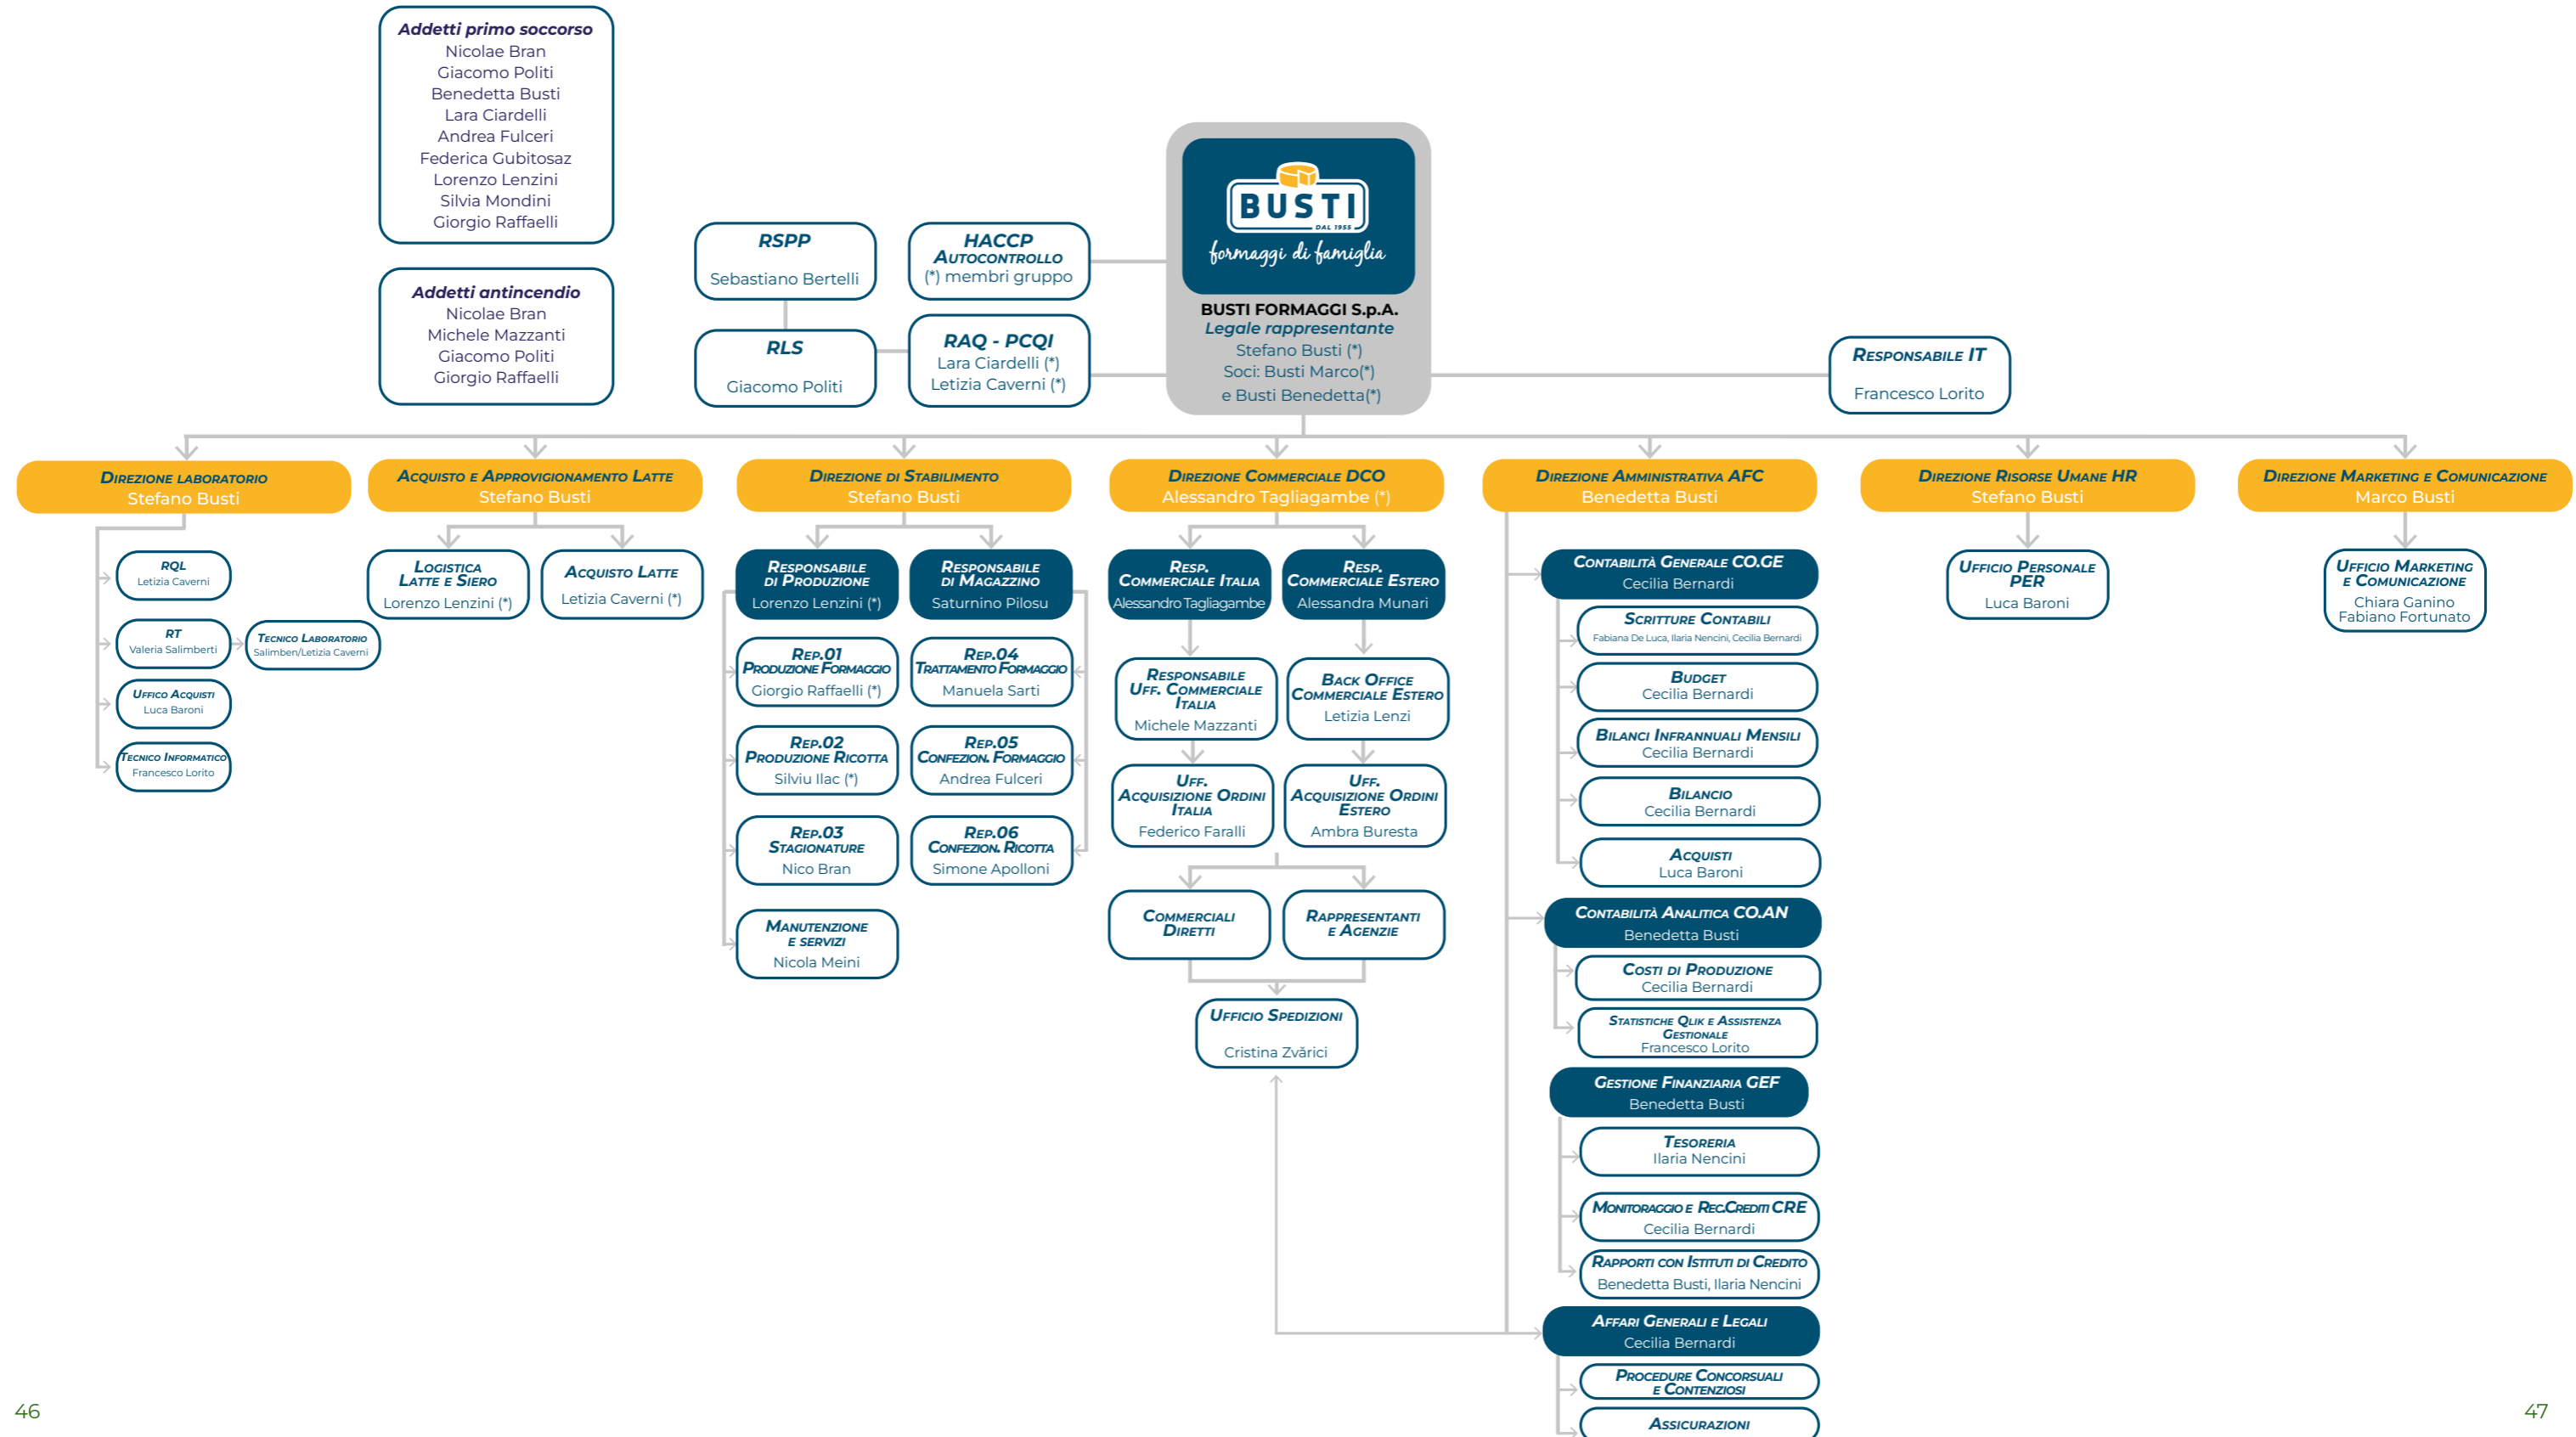 Addetti primo soccorso
Nicolae Bran
Giacomo Politi
Benedetta Busti
Lara Ciardelli
Andrea Fulceri
Federica Gubitosaz
Lorenzo Lenzini
Silvia Mondini
Giorgio Raffaelli
Addetti antincendio
Nicolae Bran
Michele Mazzanti
Giacomo Politi
Giorgio Raffaelli
RSPP
Sebastiano Bertelli
RLS
Giacomo Politi
HACCP
AUTOCONTROLLO
(*) membri gruppo
RAQ - PCQI
Lara Ciardelli (*)
Letizia Caverni (*)
BUSTI
DAL 1955
formaggi di famiglia
BUSTI FORMAGGI S.p.A.
Legale rappresentante
Stefano Busti (*)
Soci: Busti Marco(*)
e Busti Benedetta(*)
RESPONSABILE IT
Francesco Lorito
DIREZIONE LABORATORIO
Stefano Busti
RQL
Letizia Caverni
RT
Valeria Salimberti
TECNICO LABORATORIO
Salimben/Letizia Caverni
UFFICO ACQUISTI
Luca Baroni
TECNICO INFORMATICO
Francesco Lorito
ACQUISTO E APPROVIGIONAMENTO LATTE
Stefano Busti
LOGISTICA
LATTE E SIERO
Lorenzo Lenzini (*)
ACQUISTO LATTE
Letizia Caverni (*)
DIREZIONE DI STABILIMENTO
Stefano Busti
RESPONSABILE
DI PRODUZIONE
Lorenzo Lenzini (*)
REP.01
PRODUZIONE FORMAGGIO
Giorgio Raffaelli (*)
REP.02
PRODUZIONE RICOTTA
Silviu Ilac (*)
REP.03
STAGIONATURE
Nico Bran
MANUTENZIONE
E SERVIZI
Nicola Meini
RESPONSABILE
DI MAGAZZINO
Saturnino Pilosu
REP.04
TRATTAMENTO FORMAGGIO
Manuela Sarti
REP.05
CONFEZION. FORMAGGIO
Andrea Fulceri
REP.06
CONFEZION. RICOTTA
Simone Apolloni
DIREZIONE COMMERCIALE DCO
Alessandro Tagliagambe (*)
RESP.
COMMERCIALE ITALIA
Alessandro Tagliagambe
RESPONSABILE
UFF. COMMERCIALE
ITALIA
Michele Mazzanti
UFF.
ACQUISIZIONE ORDINI
ITALIA
Federico Faralli
RESP.
COMMERCIALE ESTERO
Alessandra Munari
BACK OFFICE
COMMERCIALE ESTERO
Letizia Lenzi
UFF.
ACQUISIZIONE ORDINI
ESTERO
Ambra Buresta
COMMERCIALI
DIRETTI
RAPPRESENTANTI
E AGENZIE
UFFICIO SPEDIZIONI
Cristina Zvǎrici
DIREZIONE AMMINISTRATIVA AFC
Benedetta Busti
CONTABILITÀ GENERALE CO.GE
Cecilia Bernardi
SCRITTURE CONTABILI
Fabiana De Luca, Ilaria Nencini, Cecilia Bernardi
BUDGET
Cecilia Bernardi
BILANCI INFRANNUALI MENSILI
Cecilia Bernardi
BILANCIO
Cecilia Bernardi
ACQUISTI
Luca Baroni
CONTABILITÀ ANALITICA CO.AN
Benedetta Busti
COSTI DI PRODUZIONE
Cecilia Bernardi
STATISTICHE QLIK E ASSISTENZA
GESTIONALE
Francesco Lorito
GESTIONE FINANZIARIA GEF
Benedetta Busti
TESORERIA
Ilaria Nencini
MONITORAGGIO E REC.CREDITI CRE
Cecilia Bernardi
RAPPORTI CON ISTITUTI DI CREDITO
Benedetta Busti, Ilaria Nencini
AFFARI GENERALI E LEGALI
Cecilia Bernardi
PROCEDURE CONCORSUALI
E CONTENZIOSI
ASSICURAZIONI
DIREZIONE RISORSE UMANE HR
Stefano Busti
UFFICIO PERSONALE
PER
Luca Baroni
DIREZIONE MARKETING E COMUNICAZIONE
Marco Busti
UFFICIO MARKETING
E COMUNICAZIONE
Chiara Ganino
Fabiano Fortunato
46
47